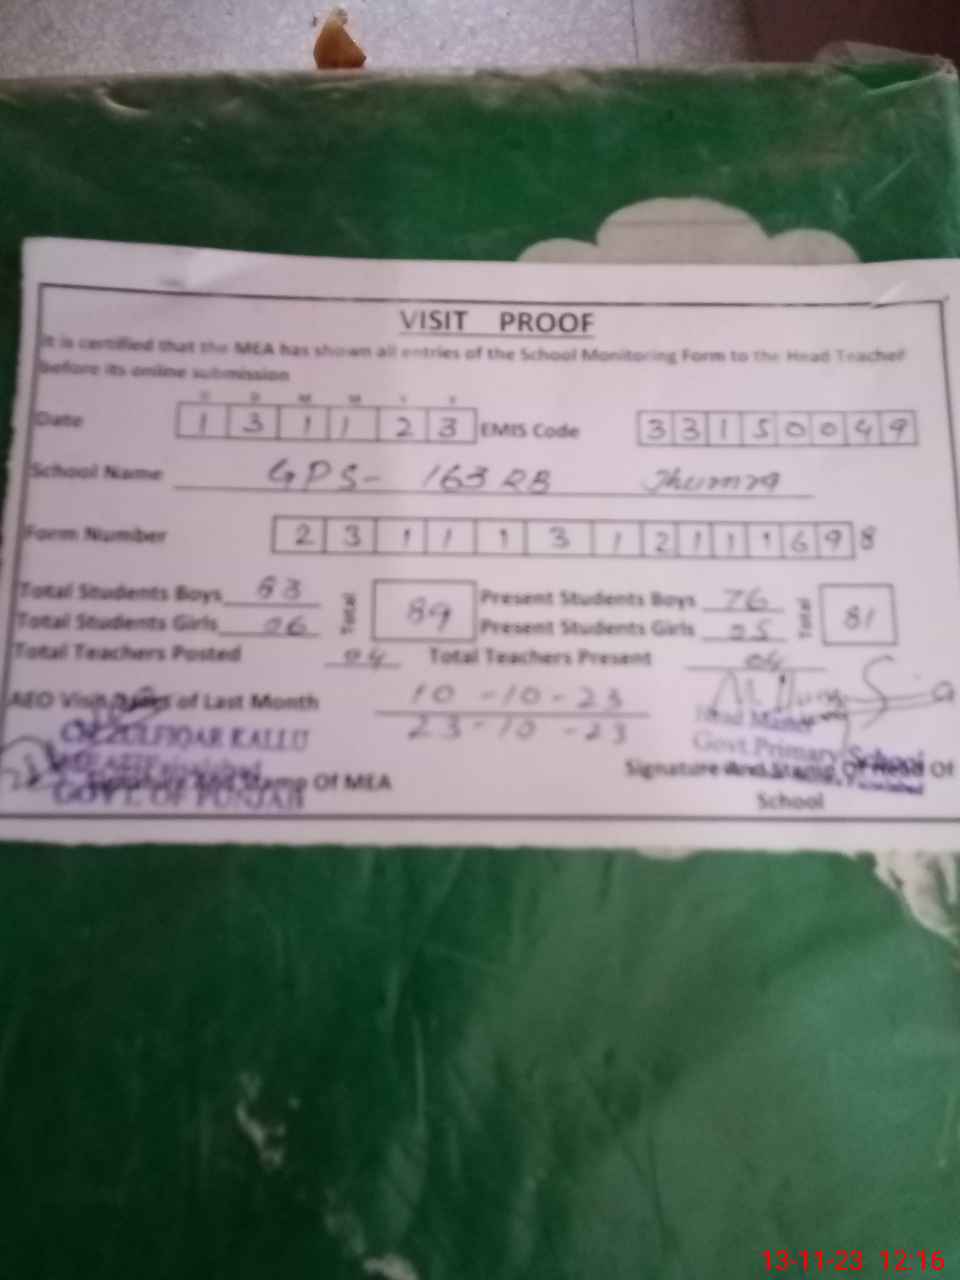 VISIT PROOF
It is certified that the MEA has shown all entries of the School Monitoring Form to the Head Teacher
before its online submission
D D M M Y Y
Date 1 3 1 1 2 3 EMIS Code 3 3 1 5 0 0 4 9
School Name GPS- 163 RB Jhumra
Form Number 2 3 1 1 1 3 1 2 1 1 1 6 9 8
Total Students Boys 83 Total 89 Present Students Boys 76 Total 81
Total Students Girls 06 Present Students Girls 05
Total Teachers Posted 04 Total Teachers Present 04
AEO Visit Dates of Last Month 10 -10 -23
23 -10 -23
ZULFIQAR KALLU
Head Master
Govt. Primary School
Faisalabad
Signature And Stamp Of MEA
GOVT. OF PUNJAB
Signature And Stamp Of Head Of
School
13-11-23 12:16